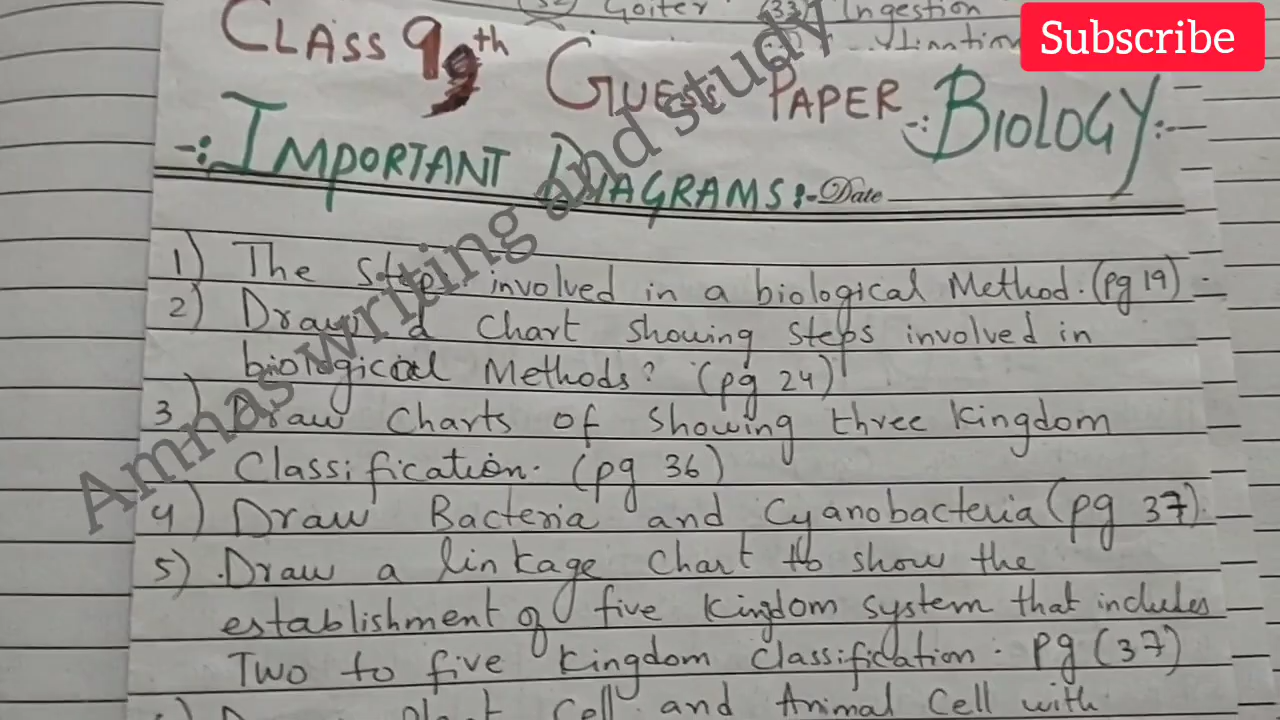 (32) Goiter (33) Ingestion
Subscribe
CLASS 9th GUESS PAPER -:BIOLOGY:-
-:IMPORTANT DIAGRAMS:- Date
1) The steps involved in a biological Method. (pg 19)
2) Draw a chart showing steps involved in
biological Methods? (pg 24)
3) Draw charts of showing three kingdom
Classification. (pg 36)
4) Draw Bacteria and Cyanobacteria (pg 37)
5) Draw a linkage chart to show the
establishment of five kingdom system that includes
Two to five kingdom classification. pg (37)
Plant Cell and Animal Cell with
Amnas writing and study